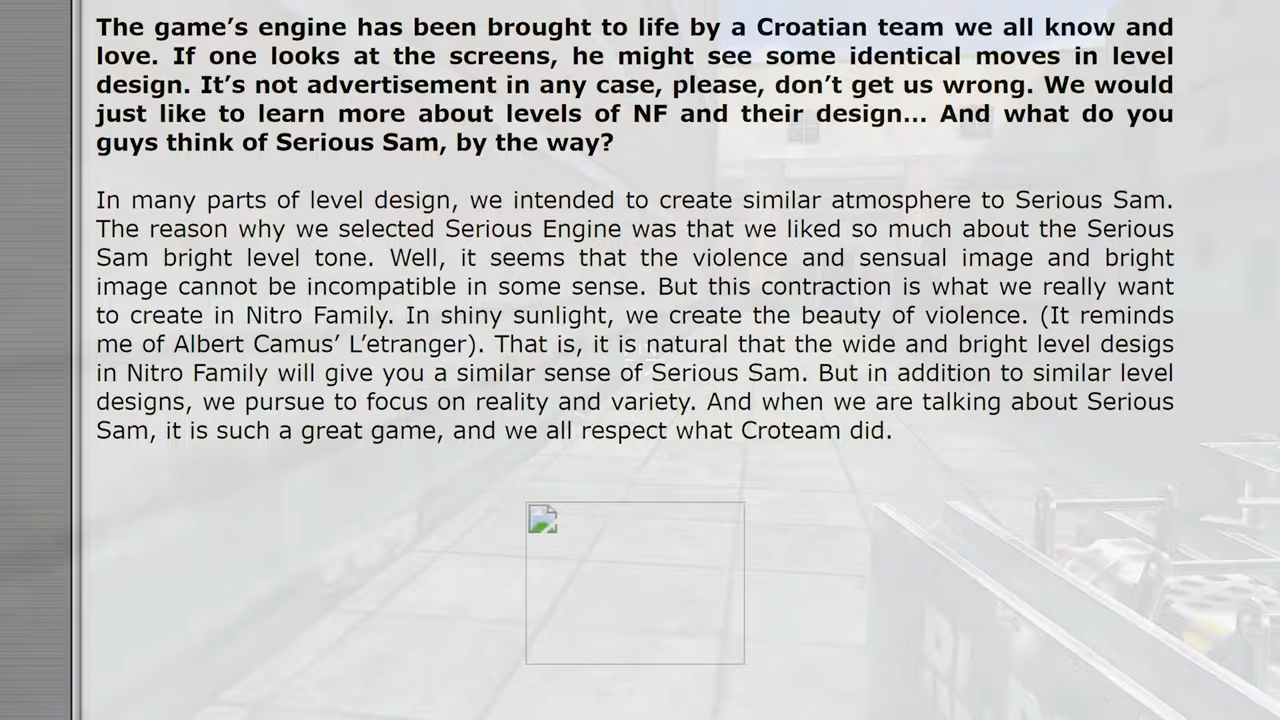 The game’s engine has been brought to life by a Croatian team we all know and
love. If one looks at the screens, he might see some identical moves in level
design. It’s not advertisement in any case, please, don’t get us wrong. We would
just like to learn more about levels of NF and their design... And what do you
guys think of Serious Sam, by the way?
In many parts of level design, we intended to create similar atmosphere to Serious Sam.
The reason why we selected Serious Engine was that we liked so much about the Serious
Sam bright level tone. Well, it seems that the violence and sensual image and bright
image cannot be incompatible in some sense. But this contraction is what we really want
to create in Nitro Family. In shiny sunlight, we create the beauty of violence. (It reminds
me of Albert Camus’ L’etranger). That is, it is natural that the wide and bright level desigs
in Nitro Family will give you a similar sense of Serious Sam. But in addition to similar level
designs, we pursue to focus on reality and variety. And when we are talking about Serious
Sam, it is such a great game, and we all respect what Croteam did.